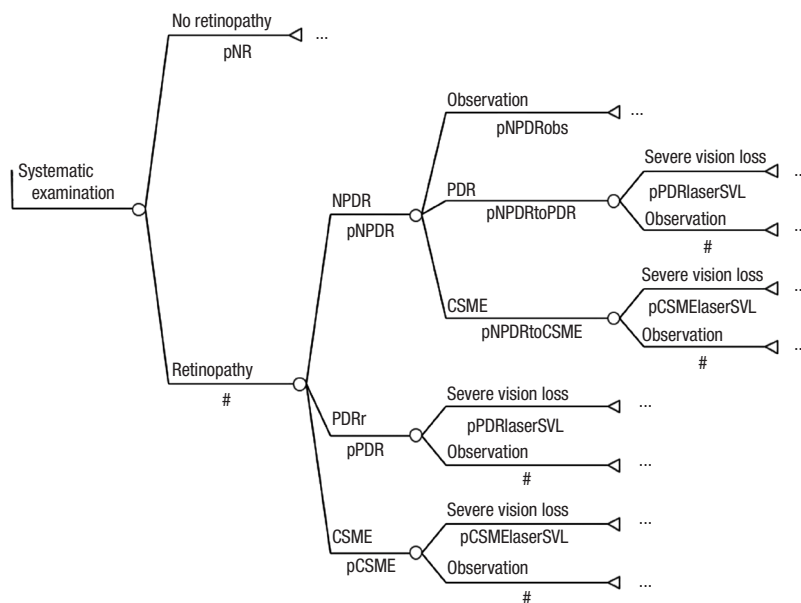 No retinopathy
pNR
...
Observation
pNPDRobs
...
Severe vision loss
...
Systematic
examination
NPDR
pNPDR
PDR
pNPDRtoPDR
pPDRlaserSVL
Observation
...
#
Severe vision loss
...
CSME
pNPDRtoCSME
pCSMElaserSVL
Observation
...
#
Retinopathy
#
Severe vision loss
...
PDRr
pPDR
pPDRlaserSVL
Observation
...
#
Severe vision loss
...
CSME
pCSME
pCSMElaserSVL
Observation
...
#